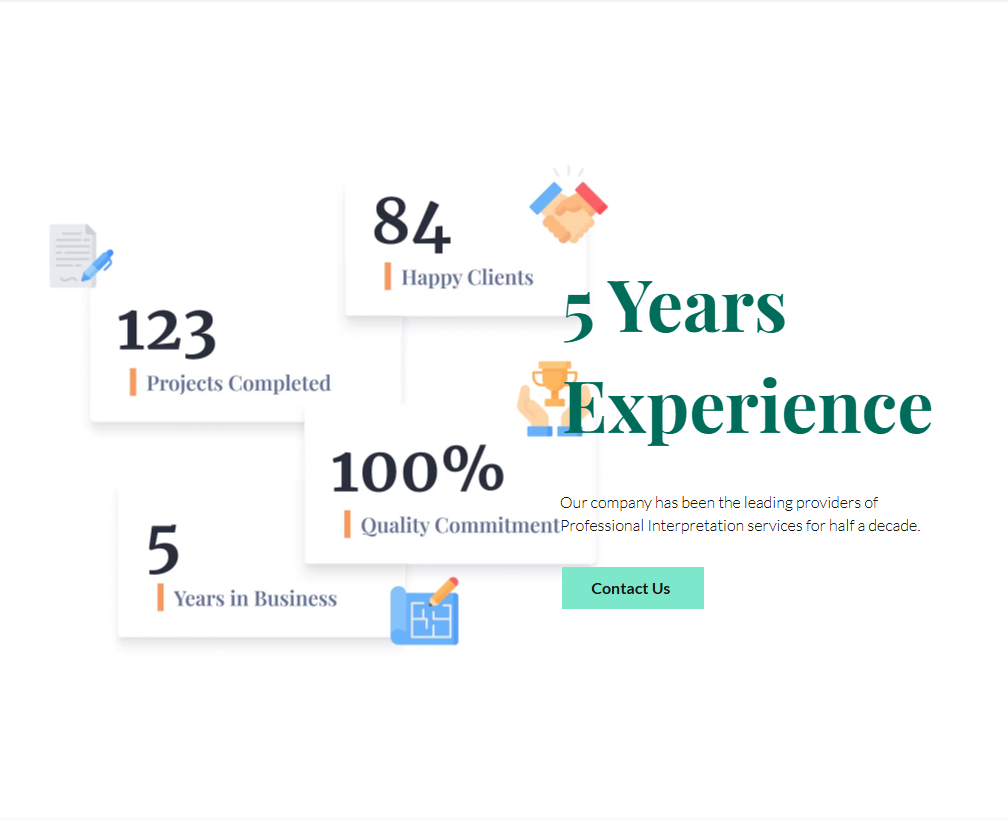 84
Happy Clients
123
Projects Completed
100%
Quality Commitment
5
Years in Business
5 Years
Experience
Our company has been the leading providers of
Professional Interpretation services for half a decade.
Contact Us